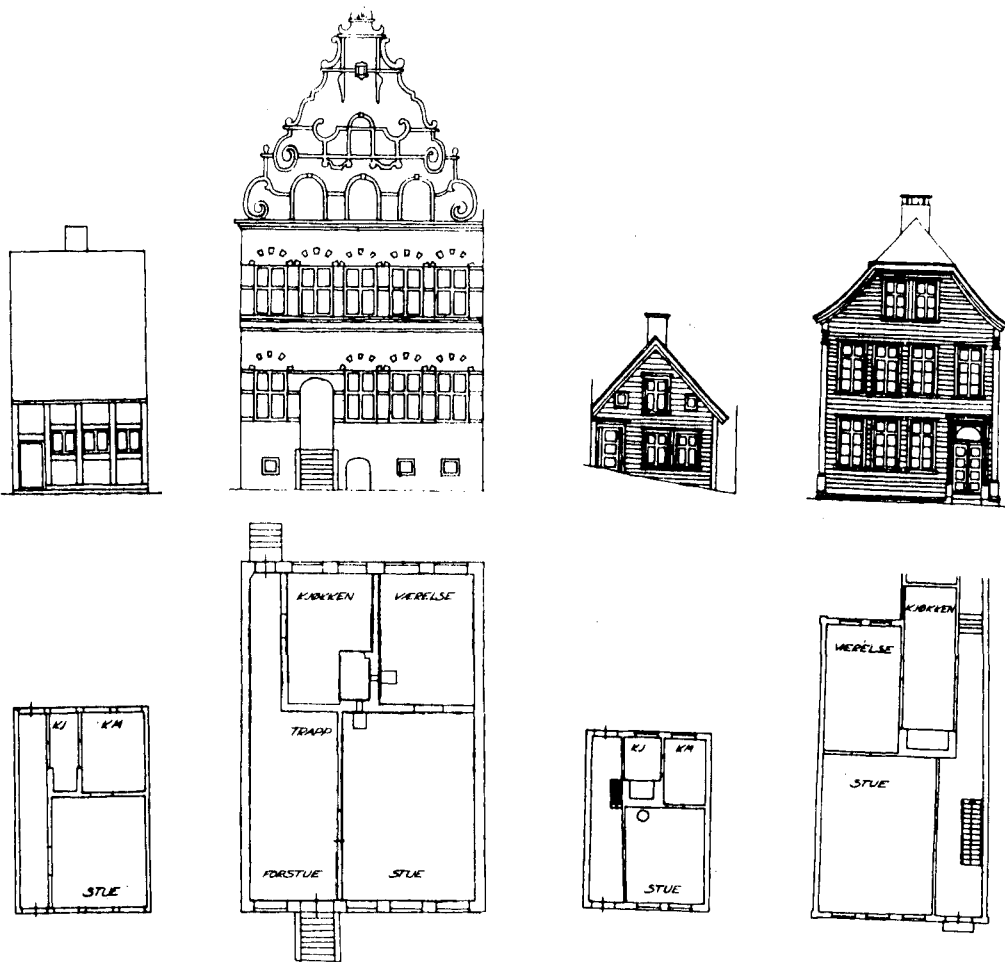 KJ
KM
STUE
KJØKKEN
VÆRELSE
TRAPP
FORSTUE
STUE
KJ
KM
STUE
KJØKKEN
VÆRELSE
STUE